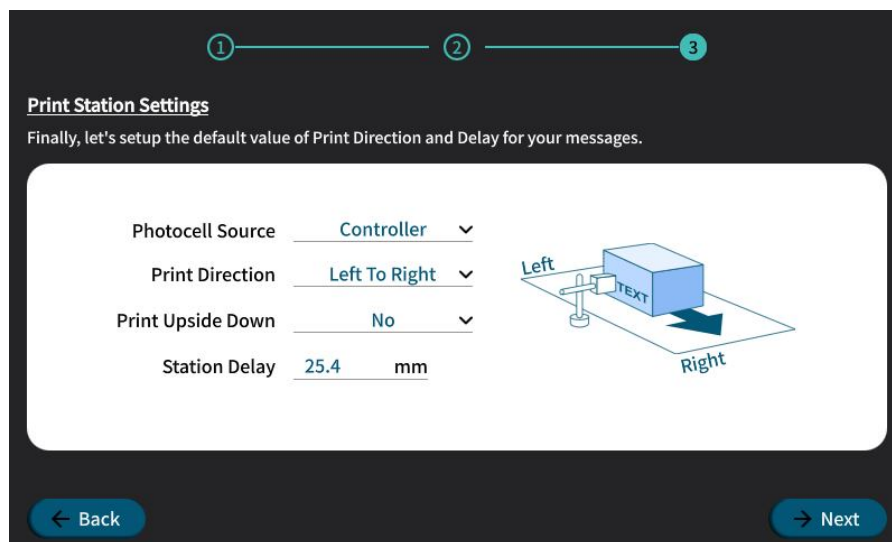 1 2 3
Print Station Settings
Finally, let's setup the default value of Print Direction and Delay for your messages.
Photocell Source Controller
Print Direction Left To Right
Print Upside Down No
Station Delay 25.4 mm
Left
TEXT
Right
Back Next